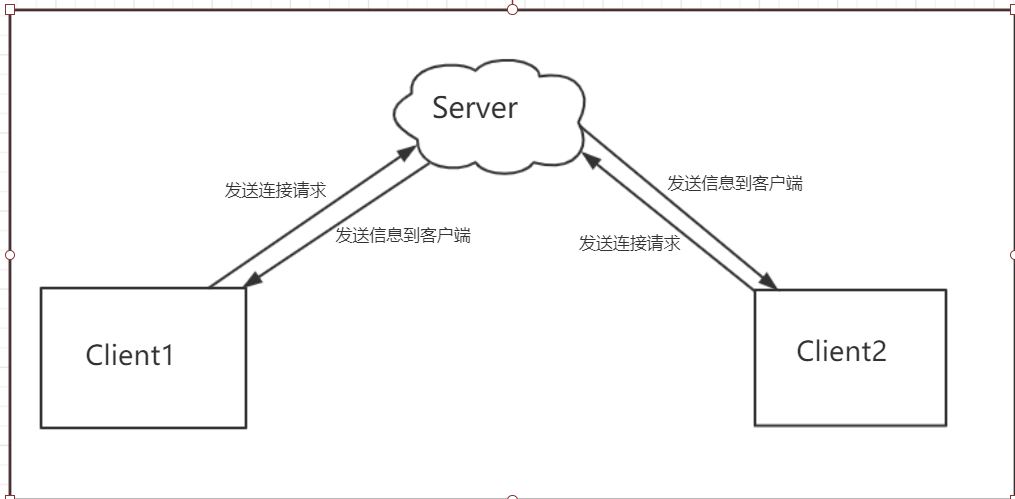 Server
发送连接请求
发送信息到客户端
发送信息到客户端
发送连接请求
Client1
Client2